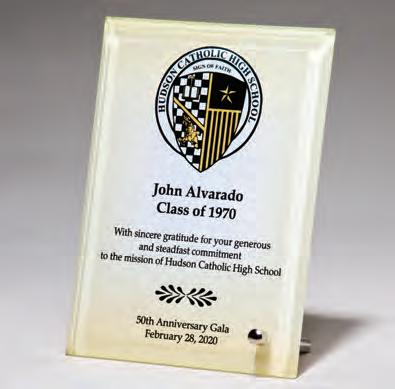 HUDSON CATHOLIC HIGH SCHOOL
SIGN OF FAITH
John Alvarado
Class of 1970
With sincere gratitude for your generous
and steadfast commitment
to the mission of Hudson Catholic High School
50th Anniversary Gala
February 28, 2020